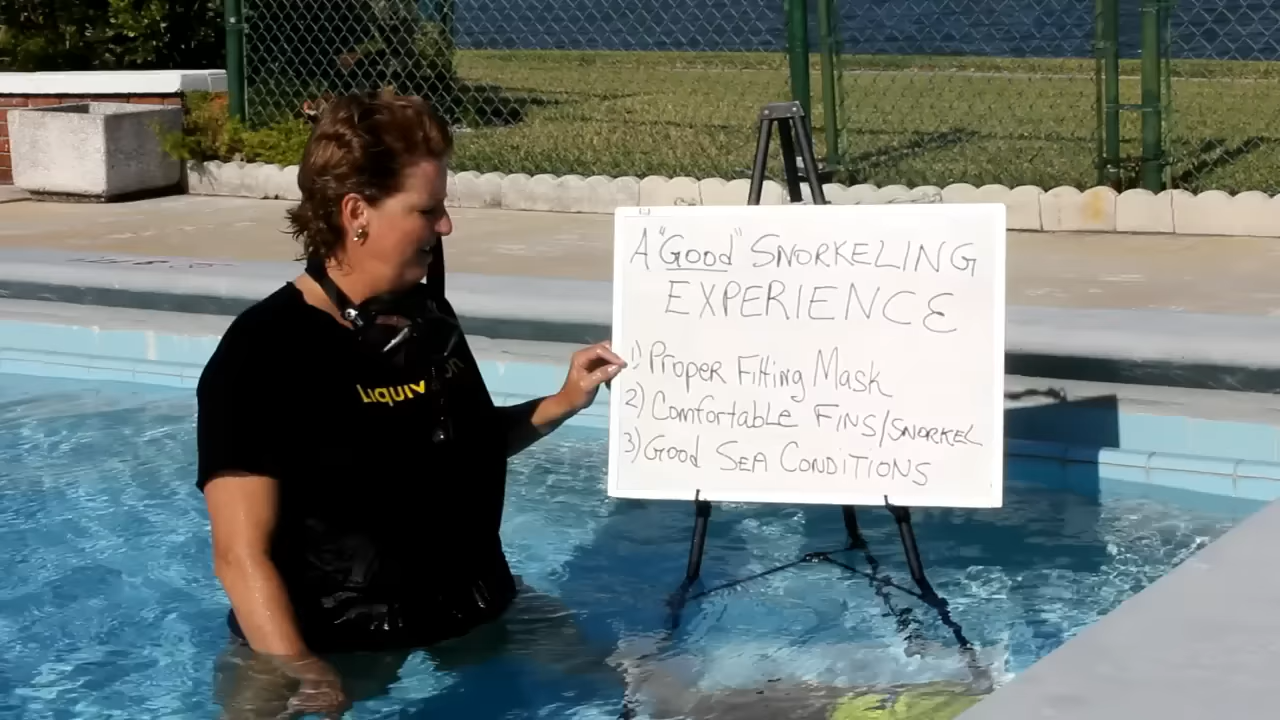 A "Good" SNORKELING
EXPERIENCE
1) Proper Fitting Mask
2) Comfortable FINS/SNORKEL
3) Good SEA CONDITIONS